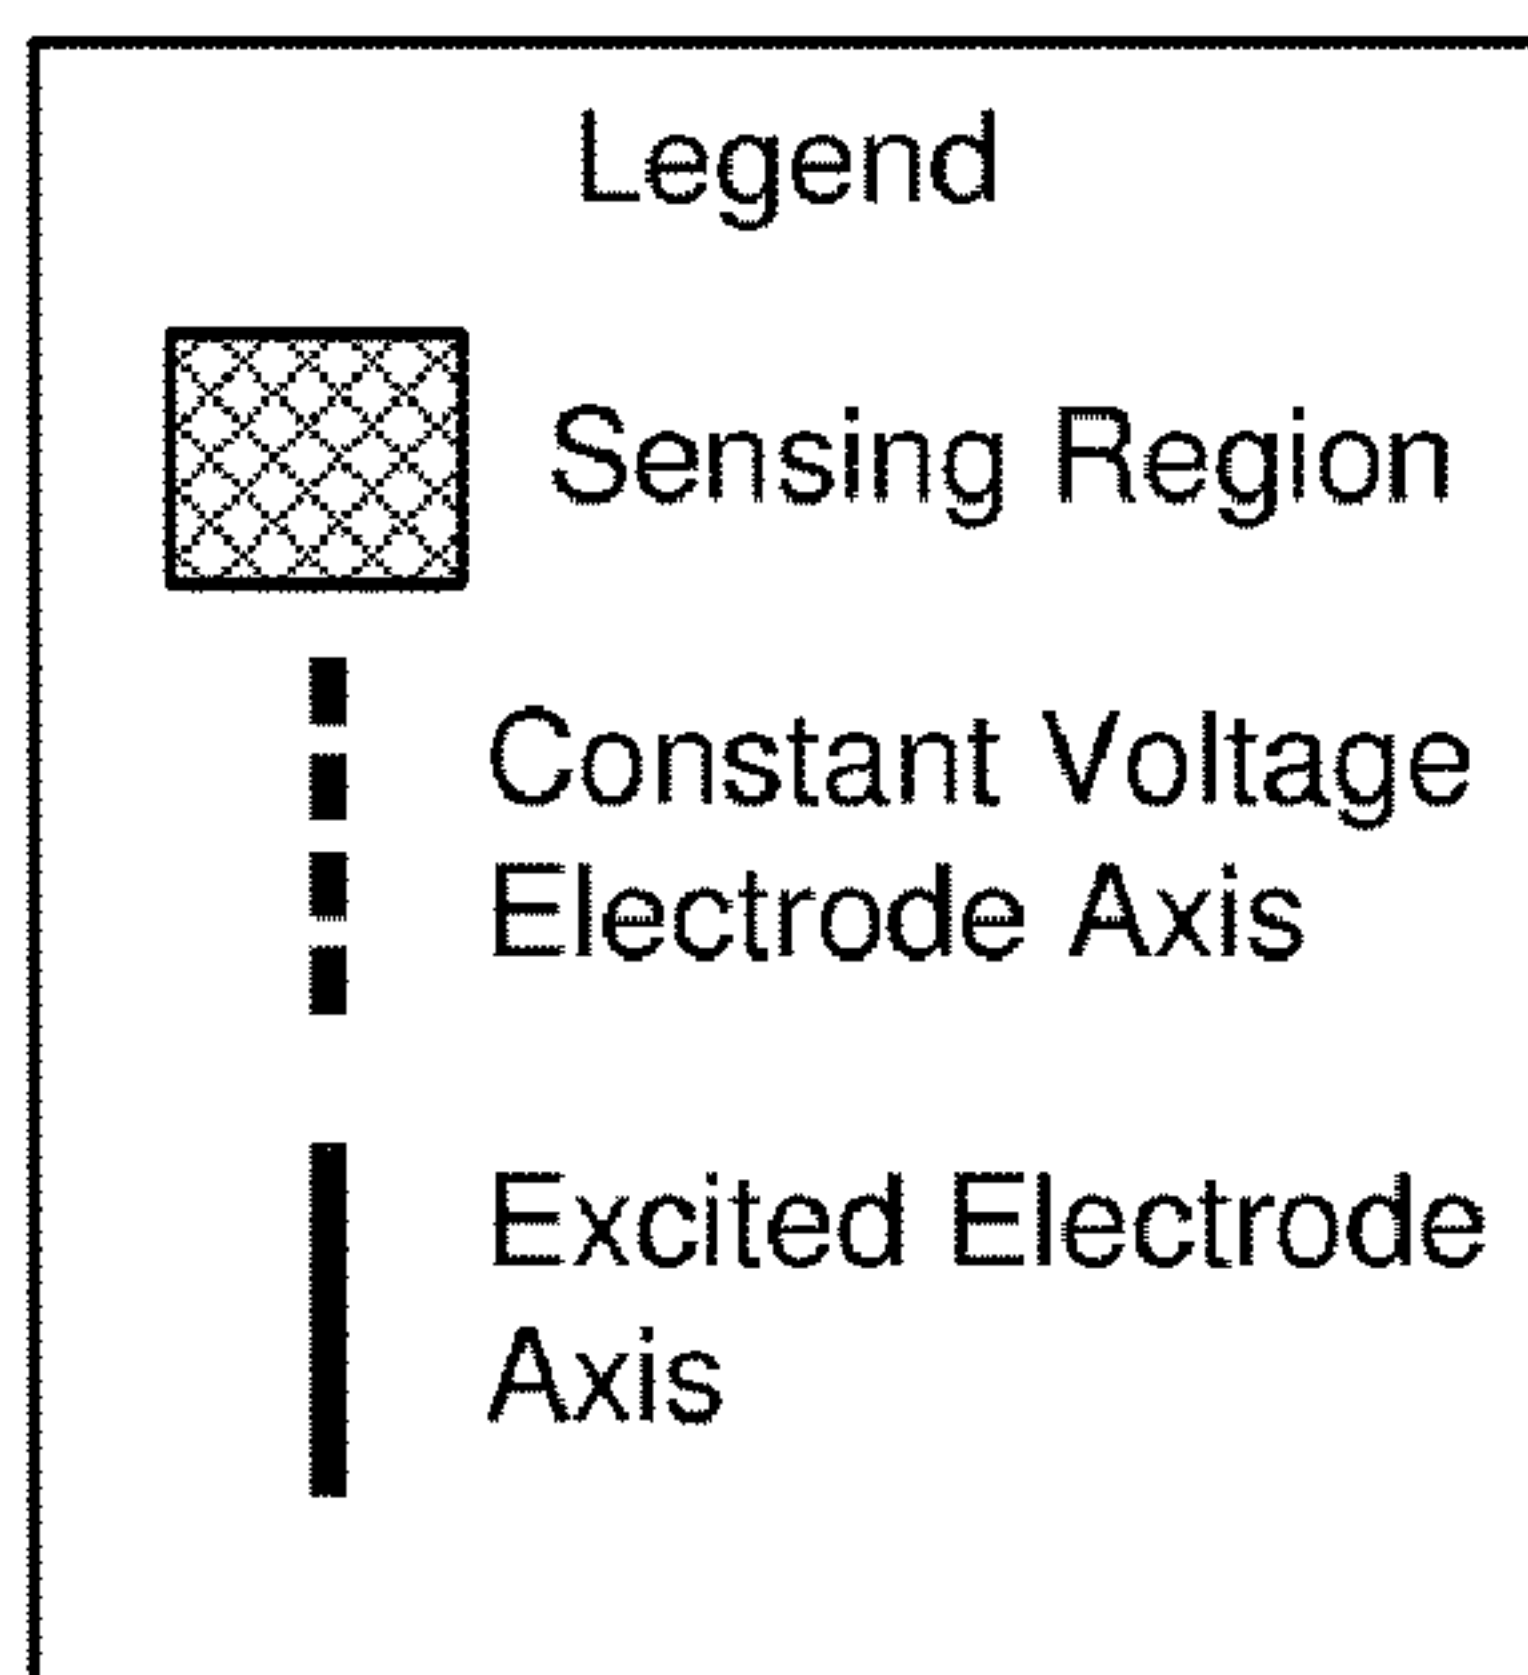 Legend
Sensing Region
Constant Voltage
Electrode Axis
Excited Electrode
Axis